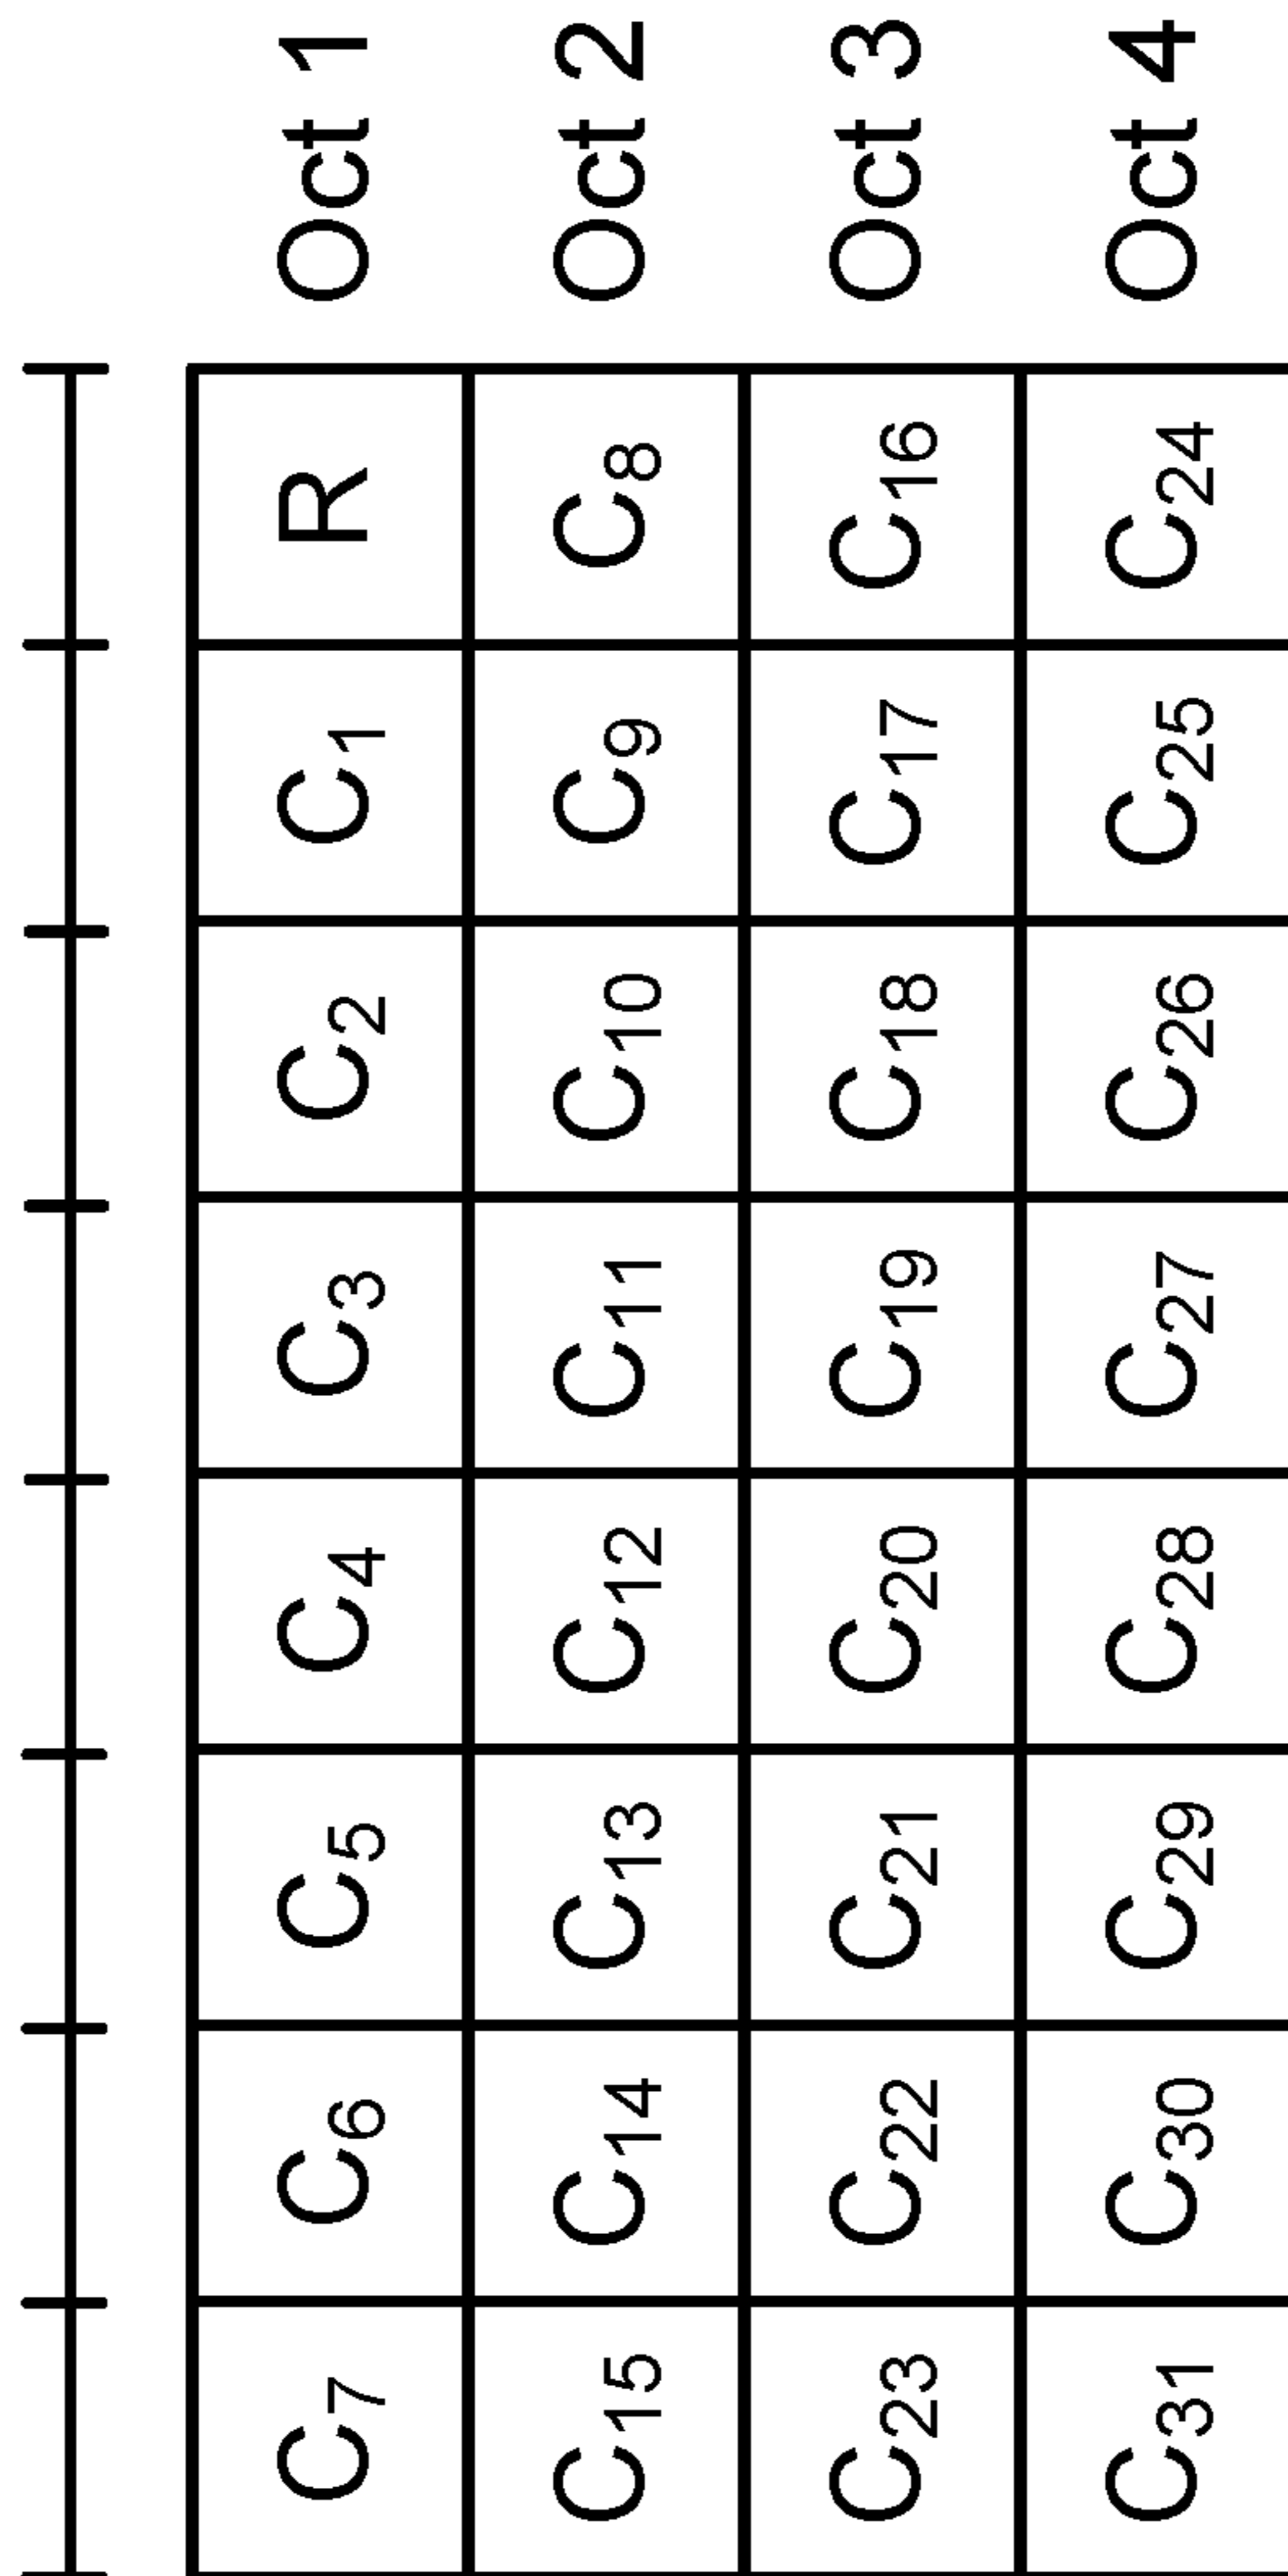 C₇ C₆ C₅ C₄ C₃ C₂ C₁ R Oct 1
C₁₅ C₁₄ C₁₃ C₁₂ C₁₁ C₁₀ C₉ C₈ Oct 2
C₂₃ C₂₂ C₂₁ C₂₀ C₁₉ C₁₈ C₁₇ C₁₆ Oct 3
C₃₁ C₃₀ C₂₉ C₂₈ C₂₇ C₂₆ C₂₅ C₂₄ Oct 4